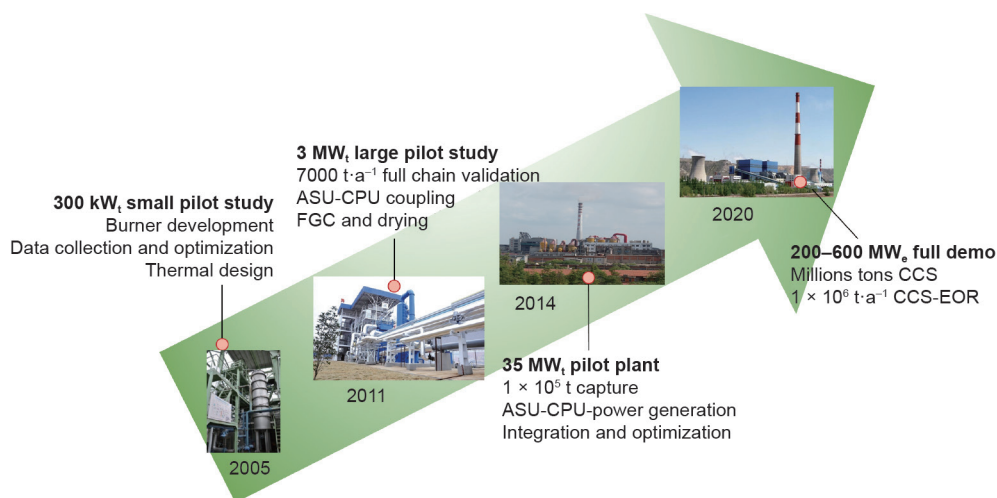 300 kWₜ small pilot study
Burner development
Data collection and optimization
Thermal design
2005
3 MWₜ large pilot study
7000 t·a⁻¹ full chain validation
ASU-CPU coupling
FGC and drying
2011
2014
35 MWₜ pilot plant
1 × 10⁵ t capture
ASU-CPU-power generation
Integration and optimization
2020
200–600 MWₑ full demo
Millions tons CCS
1 × 10⁶ t·a⁻¹ CCS-EOR